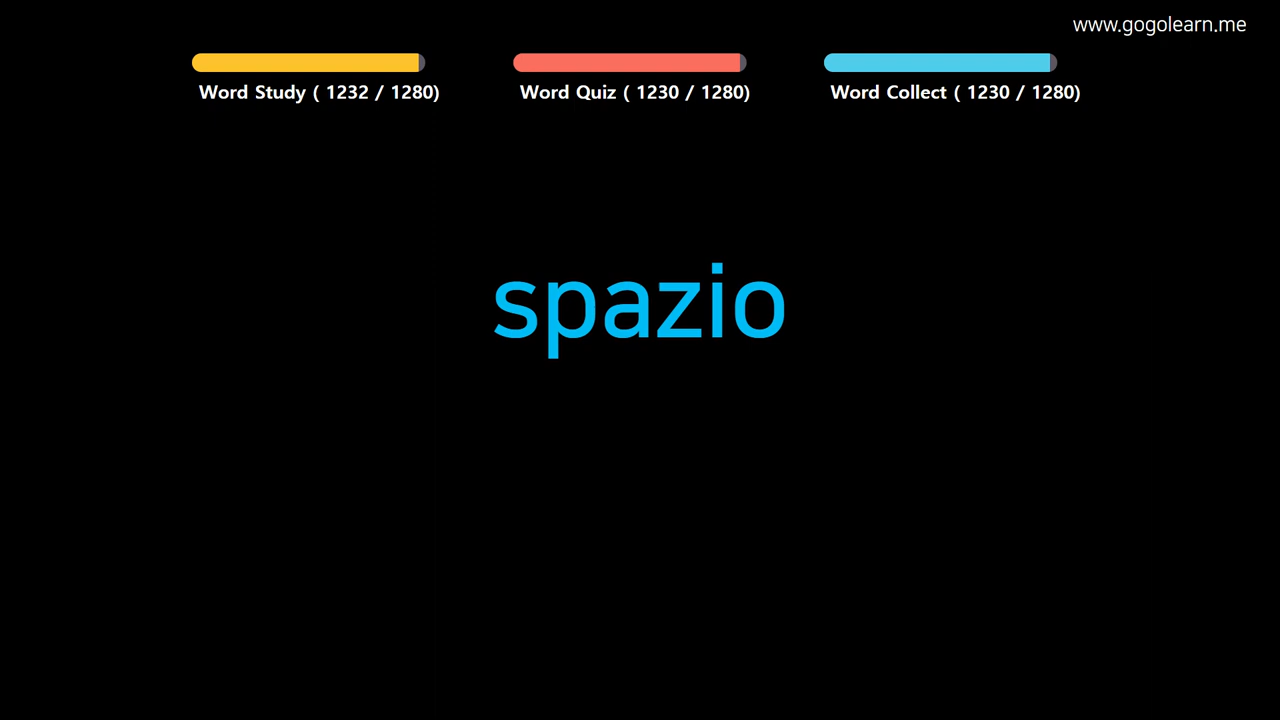 www.gogolearn.me
Word Study ( 1232 / 1280)
Word Quiz ( 1230 / 1280)
Word Collect ( 1230 / 1280)
spazio